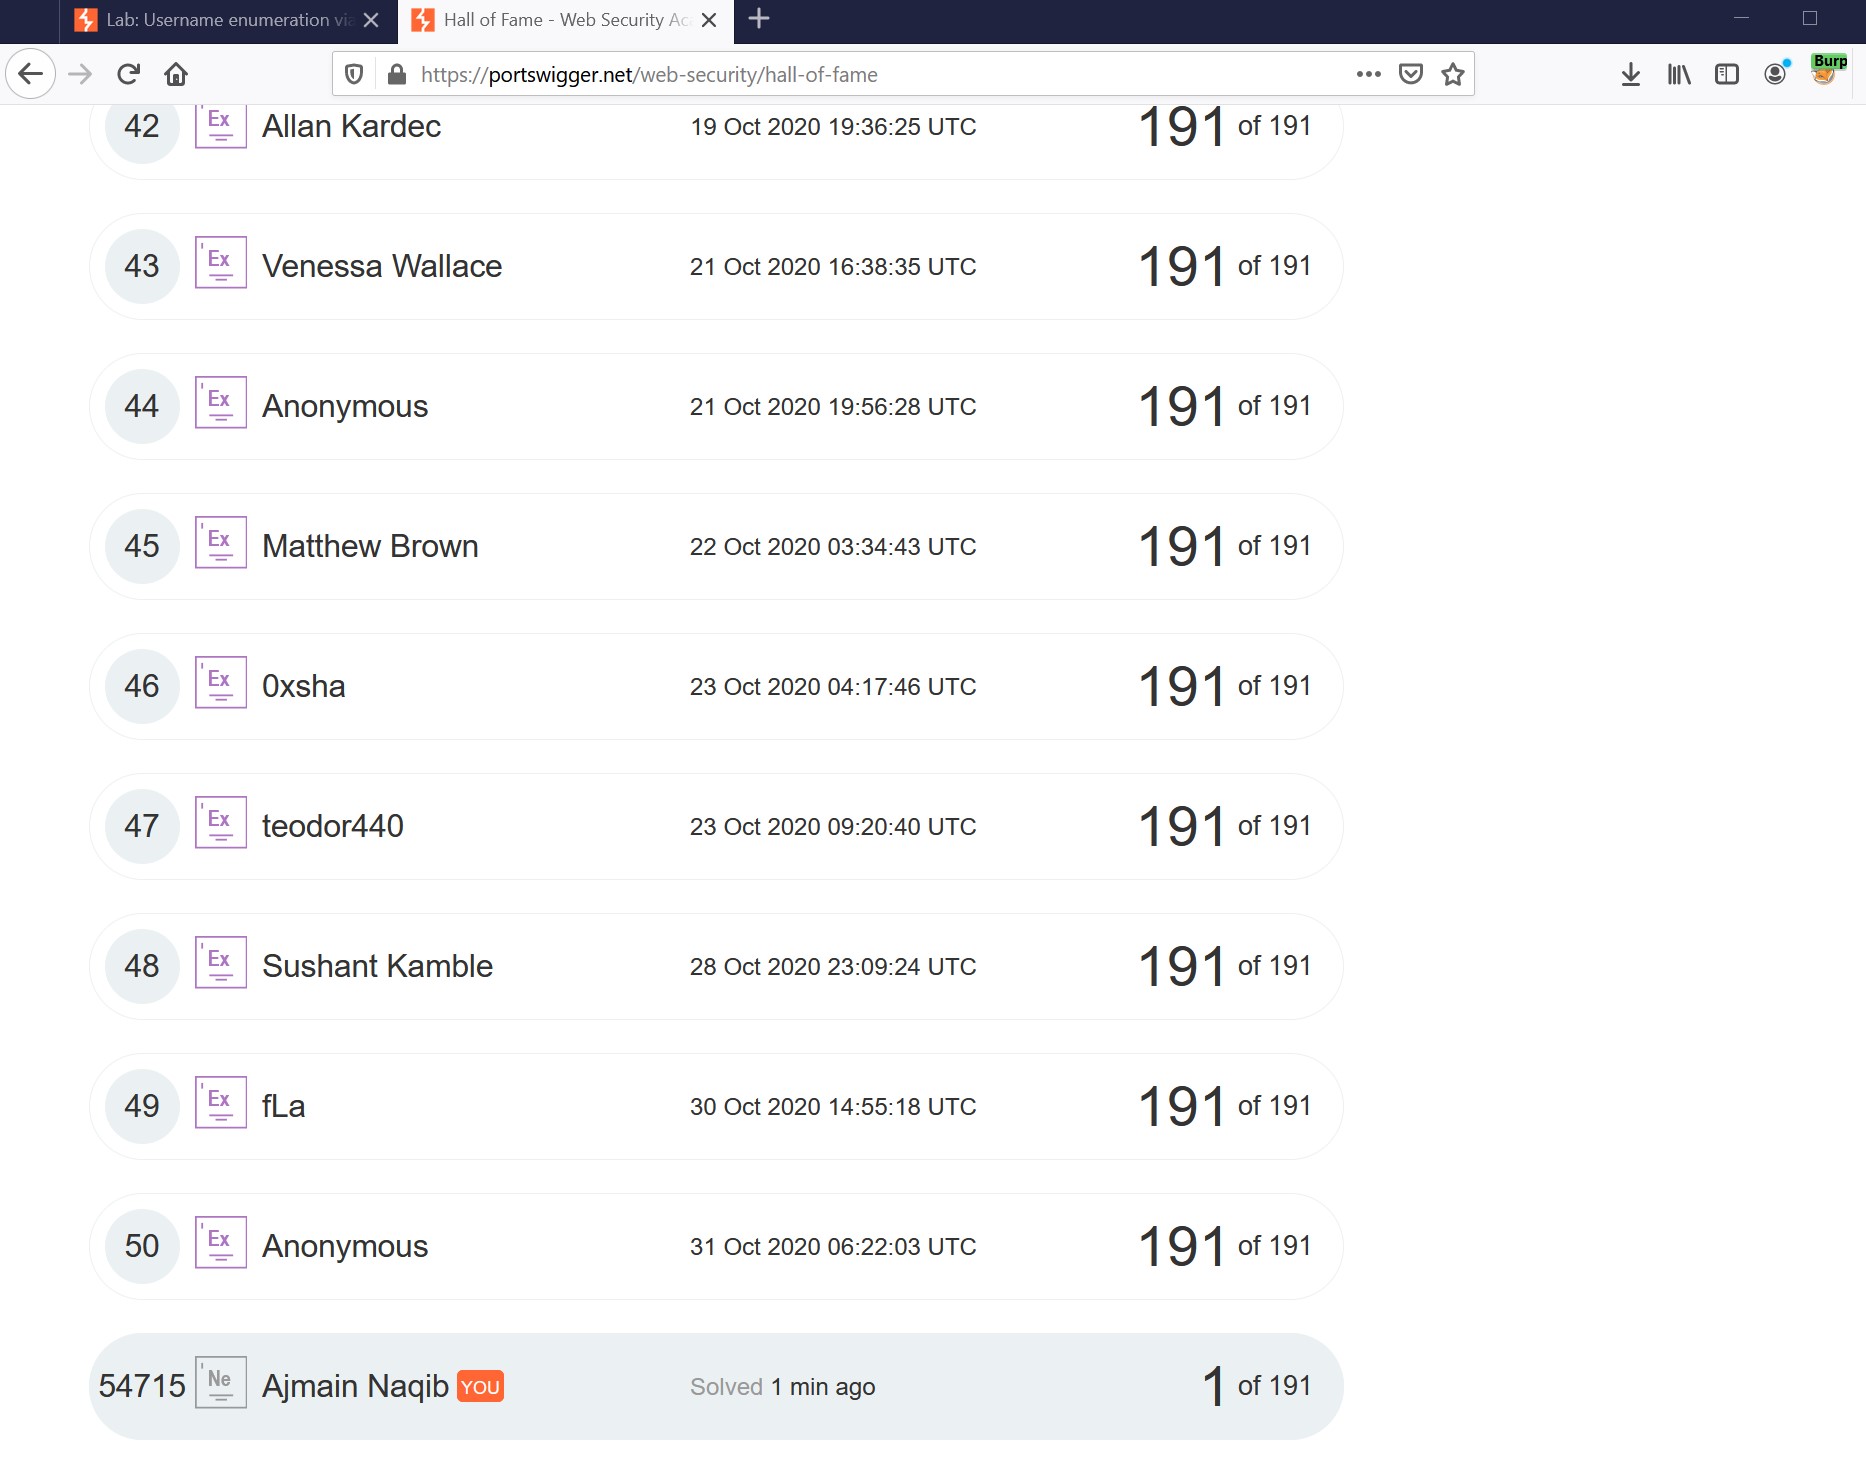 Lab: Username enumeration via
Hall of Fame - Web Security Ac
https://portswigger.net/web-security/hall-of-fame
Burp
42 Ex Allan Kardec 19 Oct 2020 19:36:25 UTC 191 of 191
43 Ex Venessa Wallace 21 Oct 2020 16:38:35 UTC 191 of 191
44 Ex Anonymous 21 Oct 2020 19:56:28 UTC 191 of 191
45 Ex Matthew Brown 22 Oct 2020 03:34:43 UTC 191 of 191
46 Ex 0xsha 23 Oct 2020 04:17:46 UTC 191 of 191
47 Ex teodor440 23 Oct 2020 09:20:40 UTC 191 of 191
48 Ex Sushant Kamble 28 Oct 2020 23:09:24 UTC 191 of 191
49 Ex fLa 30 Oct 2020 14:55:18 UTC 191 of 191
50 Ex Anonymous 31 Oct 2020 06:22:03 UTC 191 of 191
54715 Ne Ajmain Naqib YOU Solved 1 min ago 1 of 191